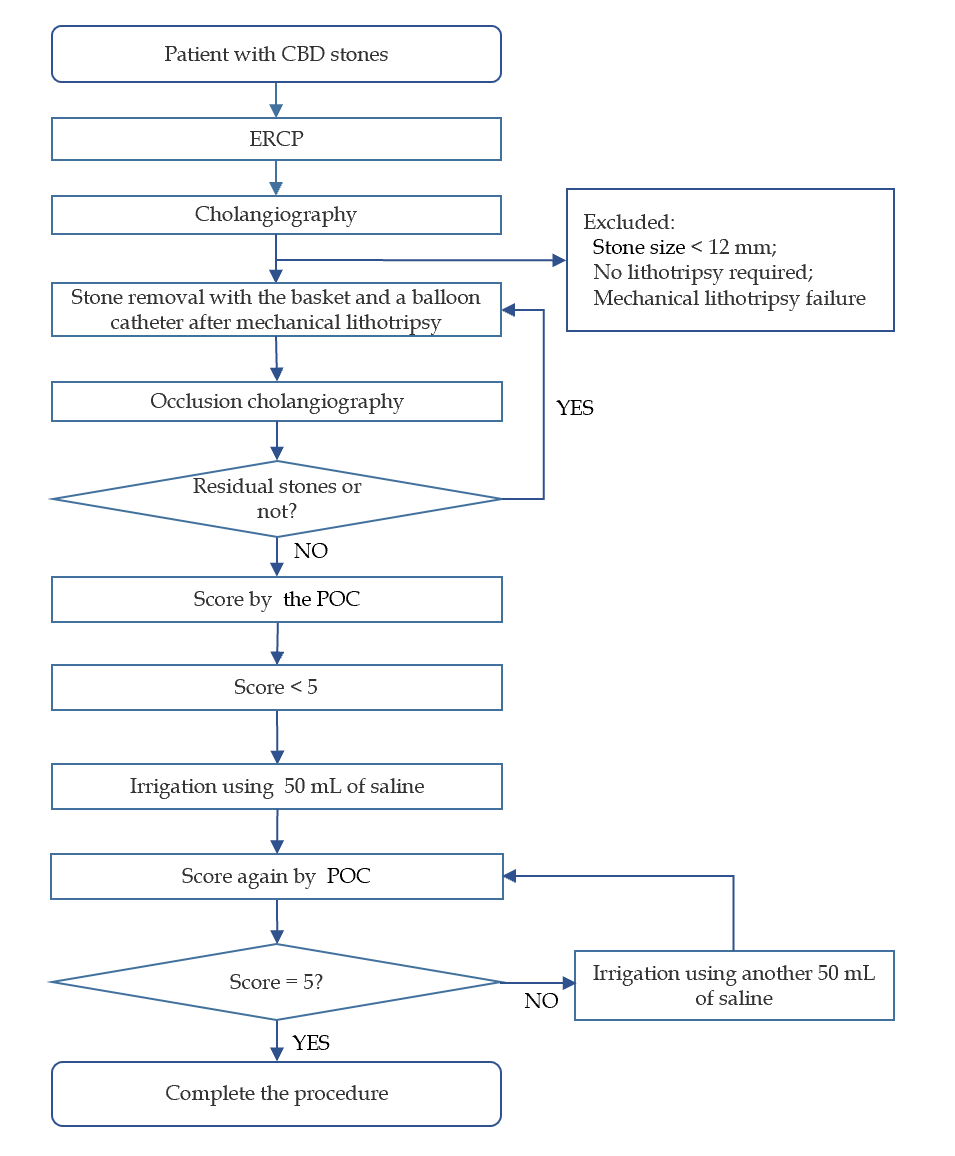 Patient with CBD stones
ERCP
Cholangiography
Excluded:
Stone size < 12 mm;
No lithotripsy required;
Mechanical lithotripsy failure
Stone removal with the basket and a balloon
catheter after mechanical lithotripsy
Occlusion cholangiography
YES
Residual stones or
not?
NO
Score by the POC
Score < 5
Irrigation using 50 mL of saline
Score again by POC
Score = 5?
NO
Irrigation using another 50 mL
of saline
YES
Complete the procedure